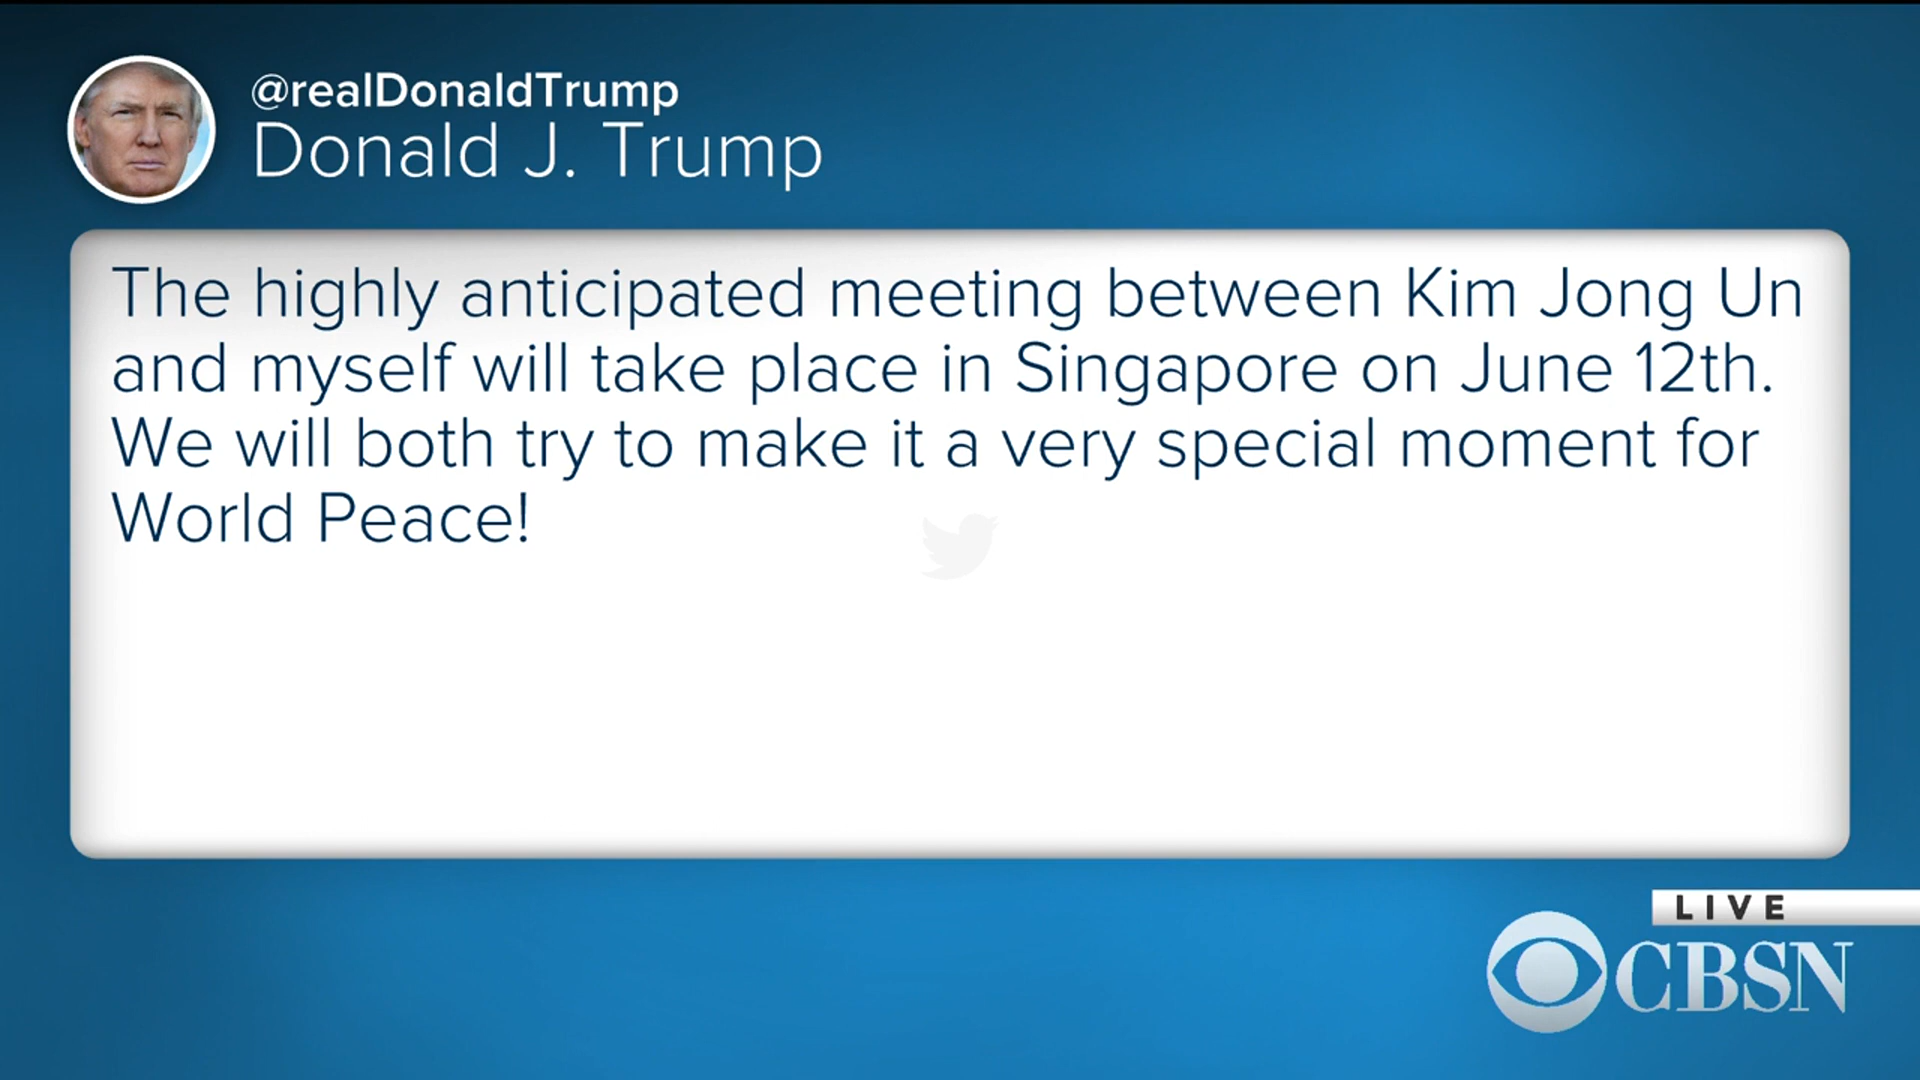 @realDonaldTrump
Donald J. Trump
The highly anticipated meeting between Kim Jong Un
and myself will take place in Singapore on June 12th.
We will both try to make it a very special moment for
World Peace!
LIVE
CBSN